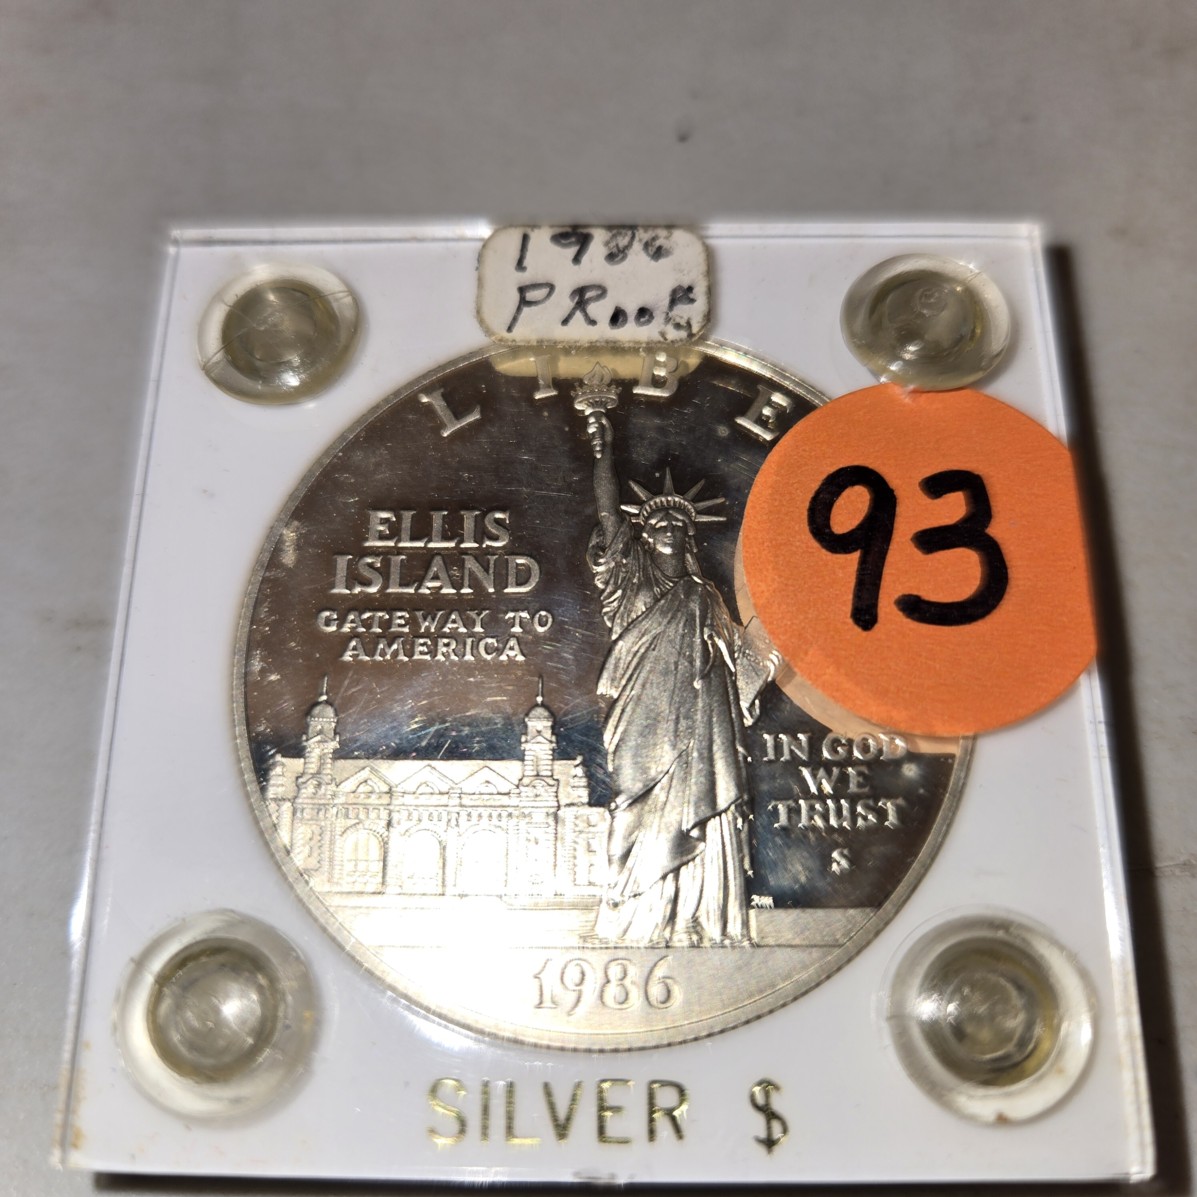 1986
PROOF
LIBE
93
ELLIS
ISLAND
GATEWAY TO
AMERICA
IN GOD
WE
TRUST
S
1986
SILVER $